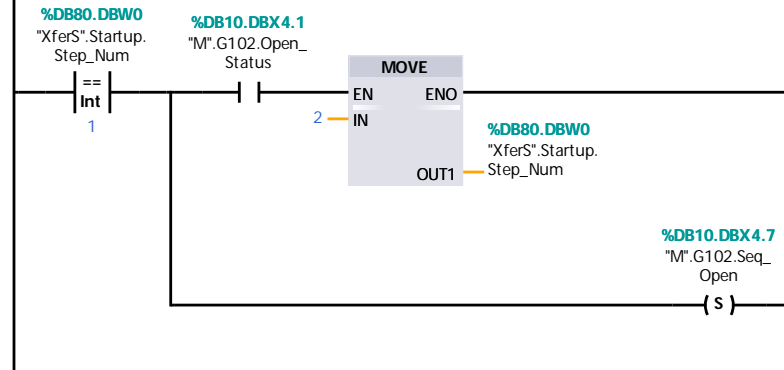 %DB80.DBW0
"XferS".Startup.
Step_Num
==
Int
1
%DB10.DBX4.1
"M".G102.Open_
Status
MOVE
EN ENO
2 IN
OUT1
%DB80.DBW0
"XferS".Startup.
Step_Num
%DB10.DBX4.7
"M".G102.Seq_
Open
S